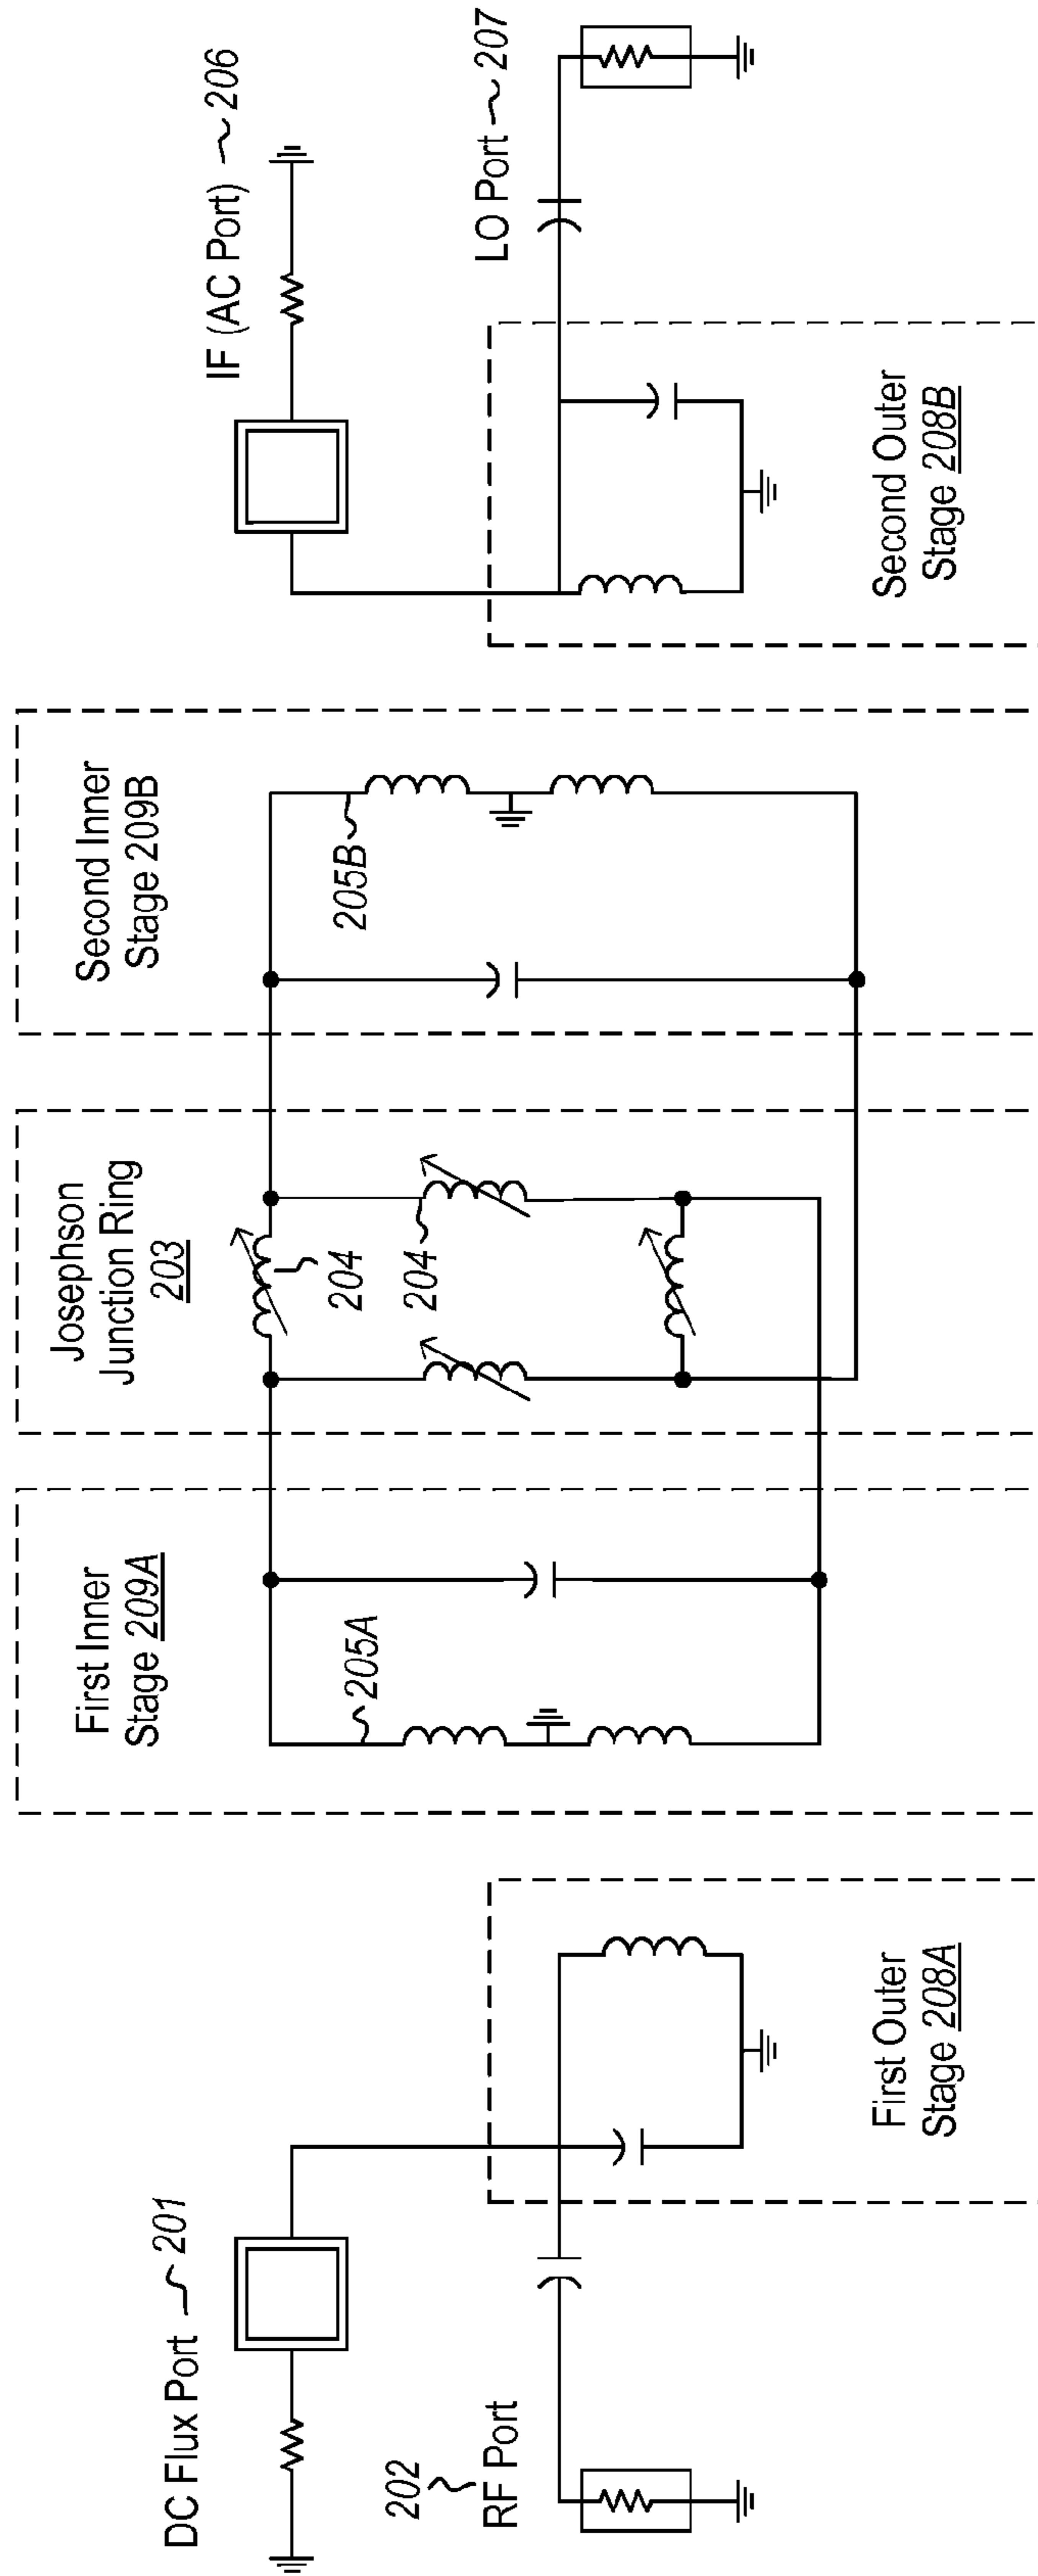 DC Flux Port 201
202
RF Port
First Outer
Stage 208A
First Inner
Stage 209A
205A
Josephson
Junction Ring
203
204
204
Second Inner
Stage 209B
205B
IF (AC Port) 206
LO Port 207
Second Outer
Stage 208B